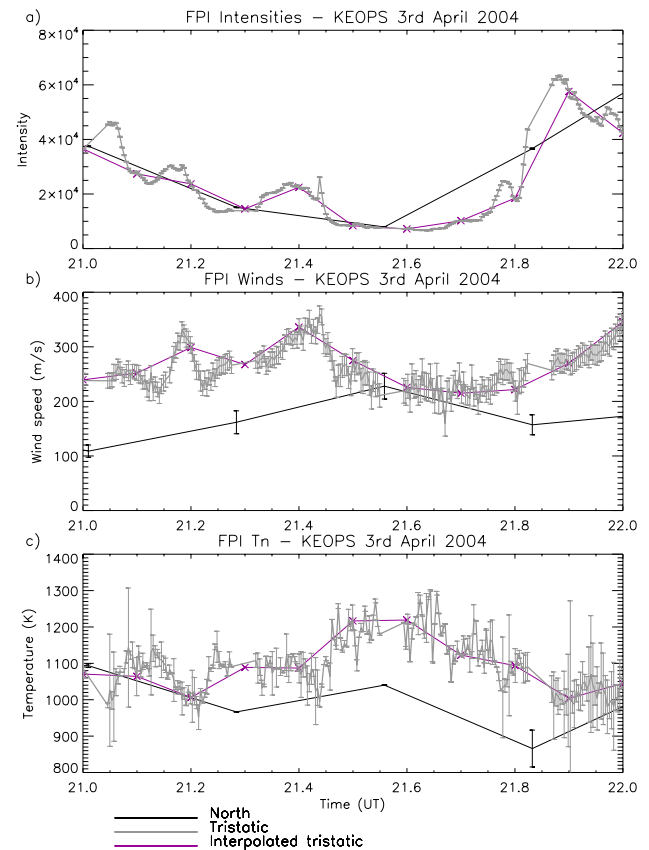 a) FPI Intensities – KEOPS 3rd April 2004
8×10⁴
6×10⁴
4×10⁴
2×10⁴
0
Intensity
21.0 21.2 21.4 21.6 21.8 22.0
b) FPI Winds – KEOPS 3rd April 2004
400
300
200
100
0
Wind speed (m/s)
21.0 21.2 21.4 21.6 21.8 22.0
c) FPI Tn – KEOPS 3rd April 2004
1400
1300
1200
1100
1000
900
800
Temperature (K)
21.0 21.2 21.4 21.6 21.8 22.0
Time (UT)
North
Tristatic
Interpolated tristatic